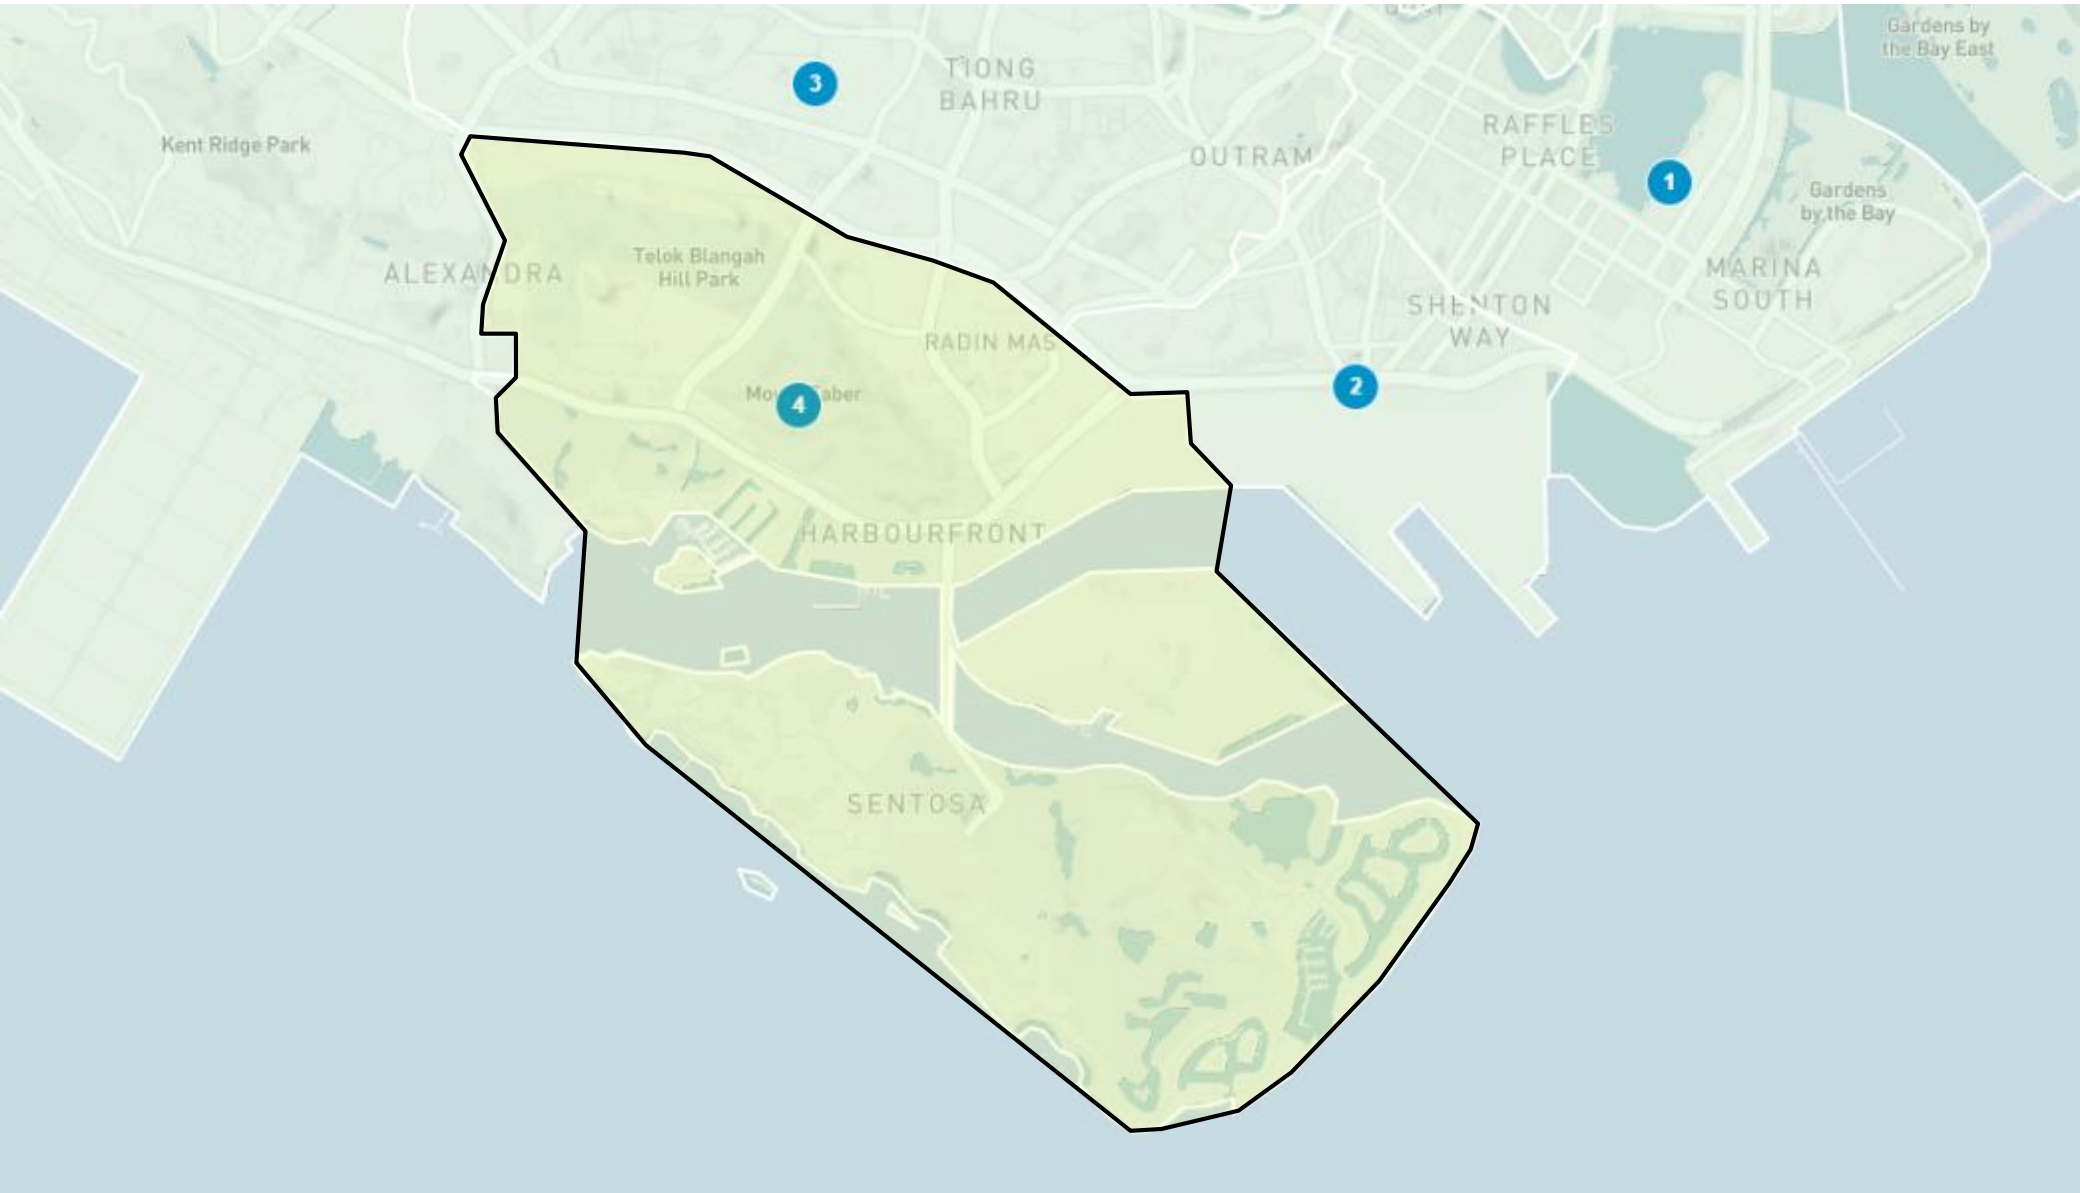 Gardens by
the Bay East
3
TIONG
BAHRU
Kent Ridge Park
RAFFLES
PLACE
OUTRAM
1
Gardens
by the Bay
ALEXANDRA
Telok Blangah
Hill Park
MARINA
SOUTH
SHENTON
WAY
RADIN MAS
2
4
HARBOURFRONT
SENTOSA